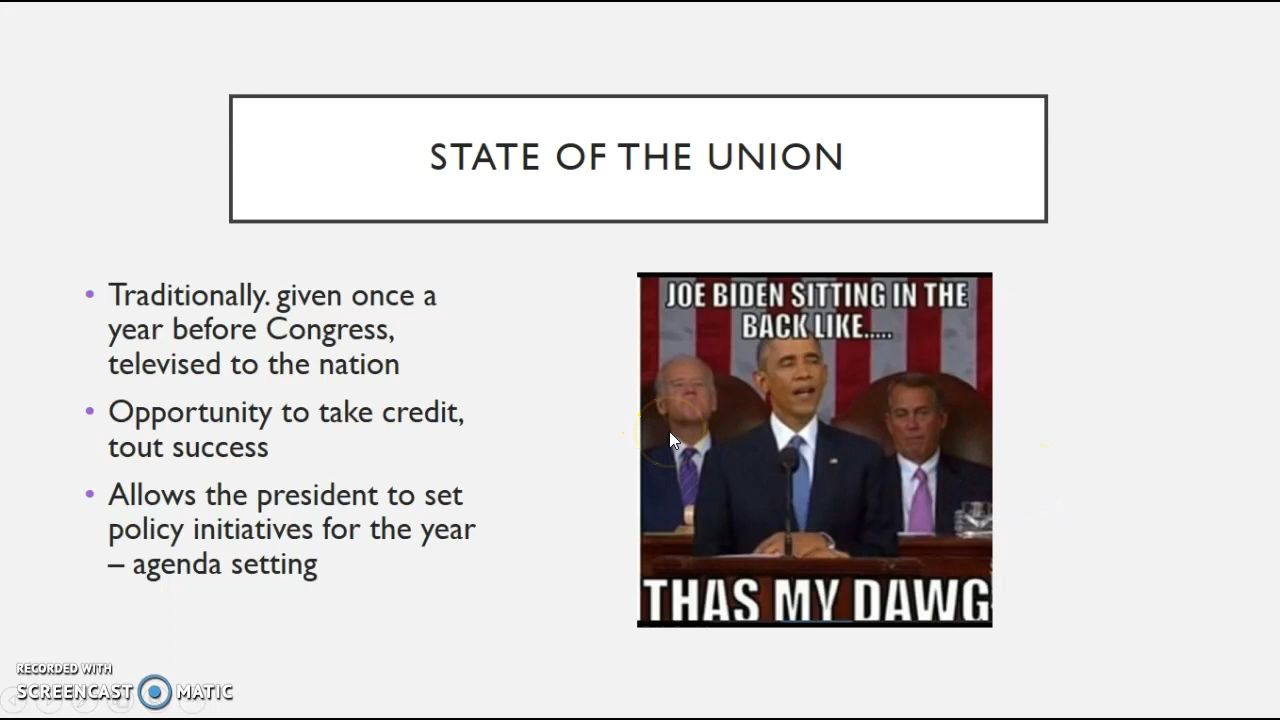 STATE OF THE UNION
Traditionally. given once a
year before Congress,
televised to the nation
Opportunity to take credit,
tout success
Allows the president to set
policy initiatives for the year
– agenda setting
JOE BIDEN SITTING IN THE
BACK LIKE.....
THAS MY DAWG
RECORDED WITH
SCREENCAST MATIC